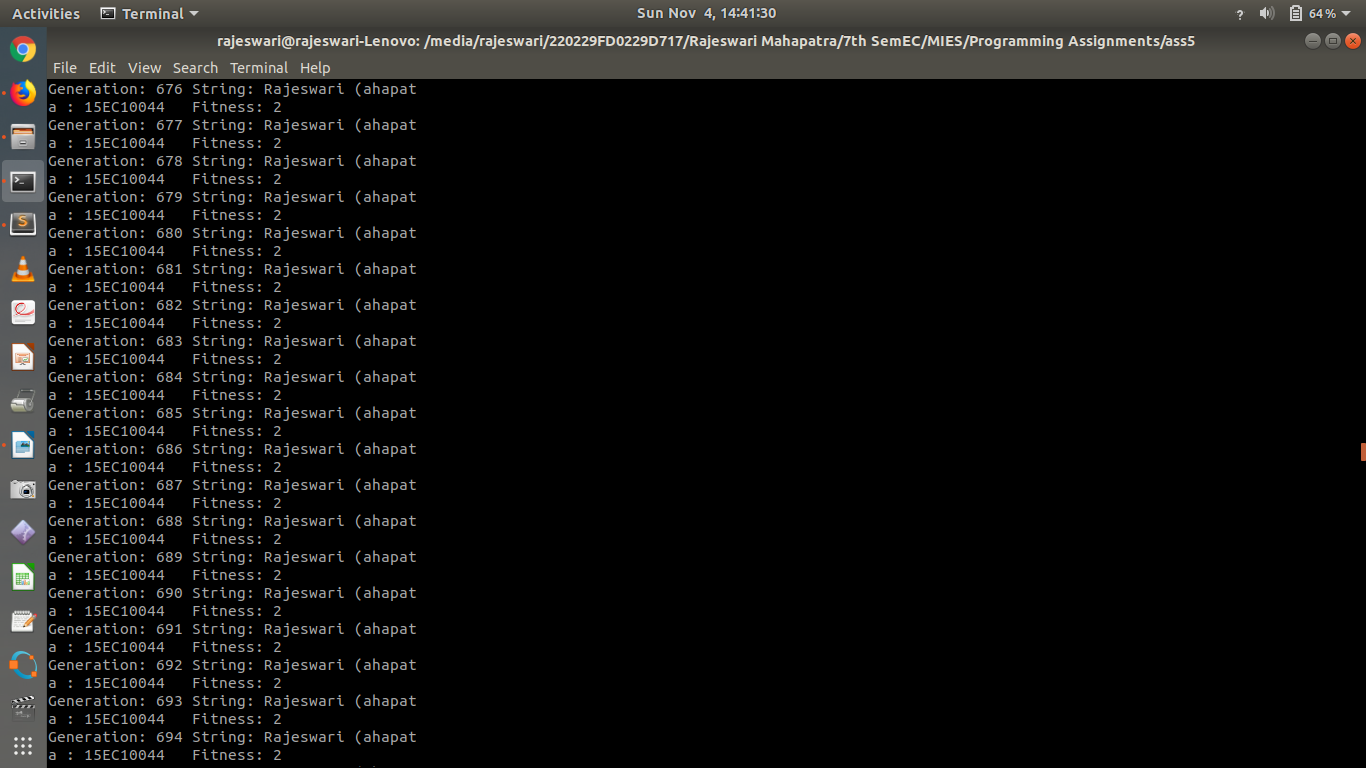 Activities Terminal Sun Nov 4, 14:41:30 ? 64%
rajeswari@rajeswari-Lenovo: /media/rajeswari/220229FD0229D717/Rajeswari Mahapatra/7th SemEC/MIES/Programming Assignments/ass5
File Edit View Search Terminal Help
Generation: 676 String: Rajeswari (ahapat
a : 15EC10044   Fitness: 2
Generation: 677 String: Rajeswari (ahapat
a : 15EC10044   Fitness: 2
Generation: 678 String: Rajeswari (ahapat
a : 15EC10044   Fitness: 2
Generation: 679 String: Rajeswari (ahapat
a : 15EC10044   Fitness: 2
Generation: 680 String: Rajeswari (ahapat
a : 15EC10044   Fitness: 2
Generation: 681 String: Rajeswari (ahapat
a : 15EC10044   Fitness: 2
Generation: 682 String: Rajeswari (ahapat
a : 15EC10044   Fitness: 2
Generation: 683 String: Rajeswari (ahapat
a : 15EC10044   Fitness: 2
Generation: 684 String: Rajeswari (ahapat
a : 15EC10044   Fitness: 2
Generation: 685 String: Rajeswari (ahapat
a : 15EC10044   Fitness: 2
Generation: 686 String: Rajeswari (ahapat
a : 15EC10044   Fitness: 2
Generation: 687 String: Rajeswari (ahapat
a : 15EC10044   Fitness: 2
Generation: 688 String: Rajeswari (ahapat
a : 15EC10044   Fitness: 2
Generation: 689 String: Rajeswari (ahapat
a : 15EC10044   Fitness: 2
Generation: 690 String: Rajeswari (ahapat
a : 15EC10044   Fitness: 2
Generation: 691 String: Rajeswari (ahapat
a : 15EC10044   Fitness: 2
Generation: 692 String: Rajeswari (ahapat
a : 15EC10044   Fitness: 2
Generation: 693 String: Rajeswari (ahapat
a : 15EC10044   Fitness: 2
Generation: 694 String: Rajeswari (ahapat
a : 15EC10044   Fitness: 2